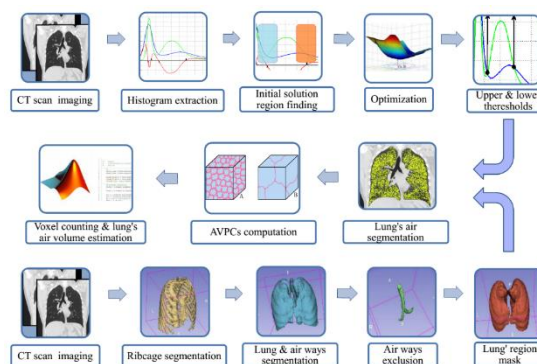 CT scan imaging
Histogram extraction
Initial solution
region finding
Optimization
Upper & lower
theresholds
Voxel counting & lung's
air volume estimation
A
B
AVPCs computation
Lung's air
segmentation
CT scan imaging
Ribcage segmentation
Lung & air ways
segmentation
Air ways
exclusion
Lung' region
mask